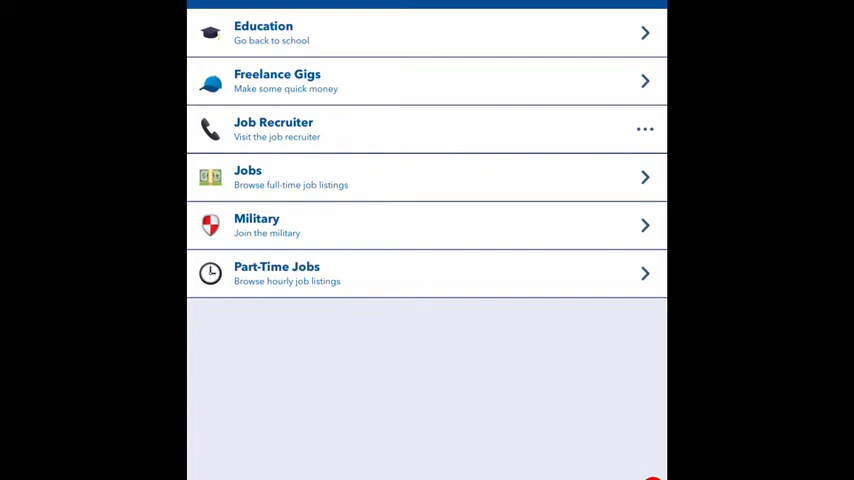 Education
Go back to school
Freelance Gigs
Make some quick money
Job Recruiter
Visit the job recruiter
Jobs
Browse full-time job listings
Military
Join the military
Part-Time Jobs
Browse hourly job listings